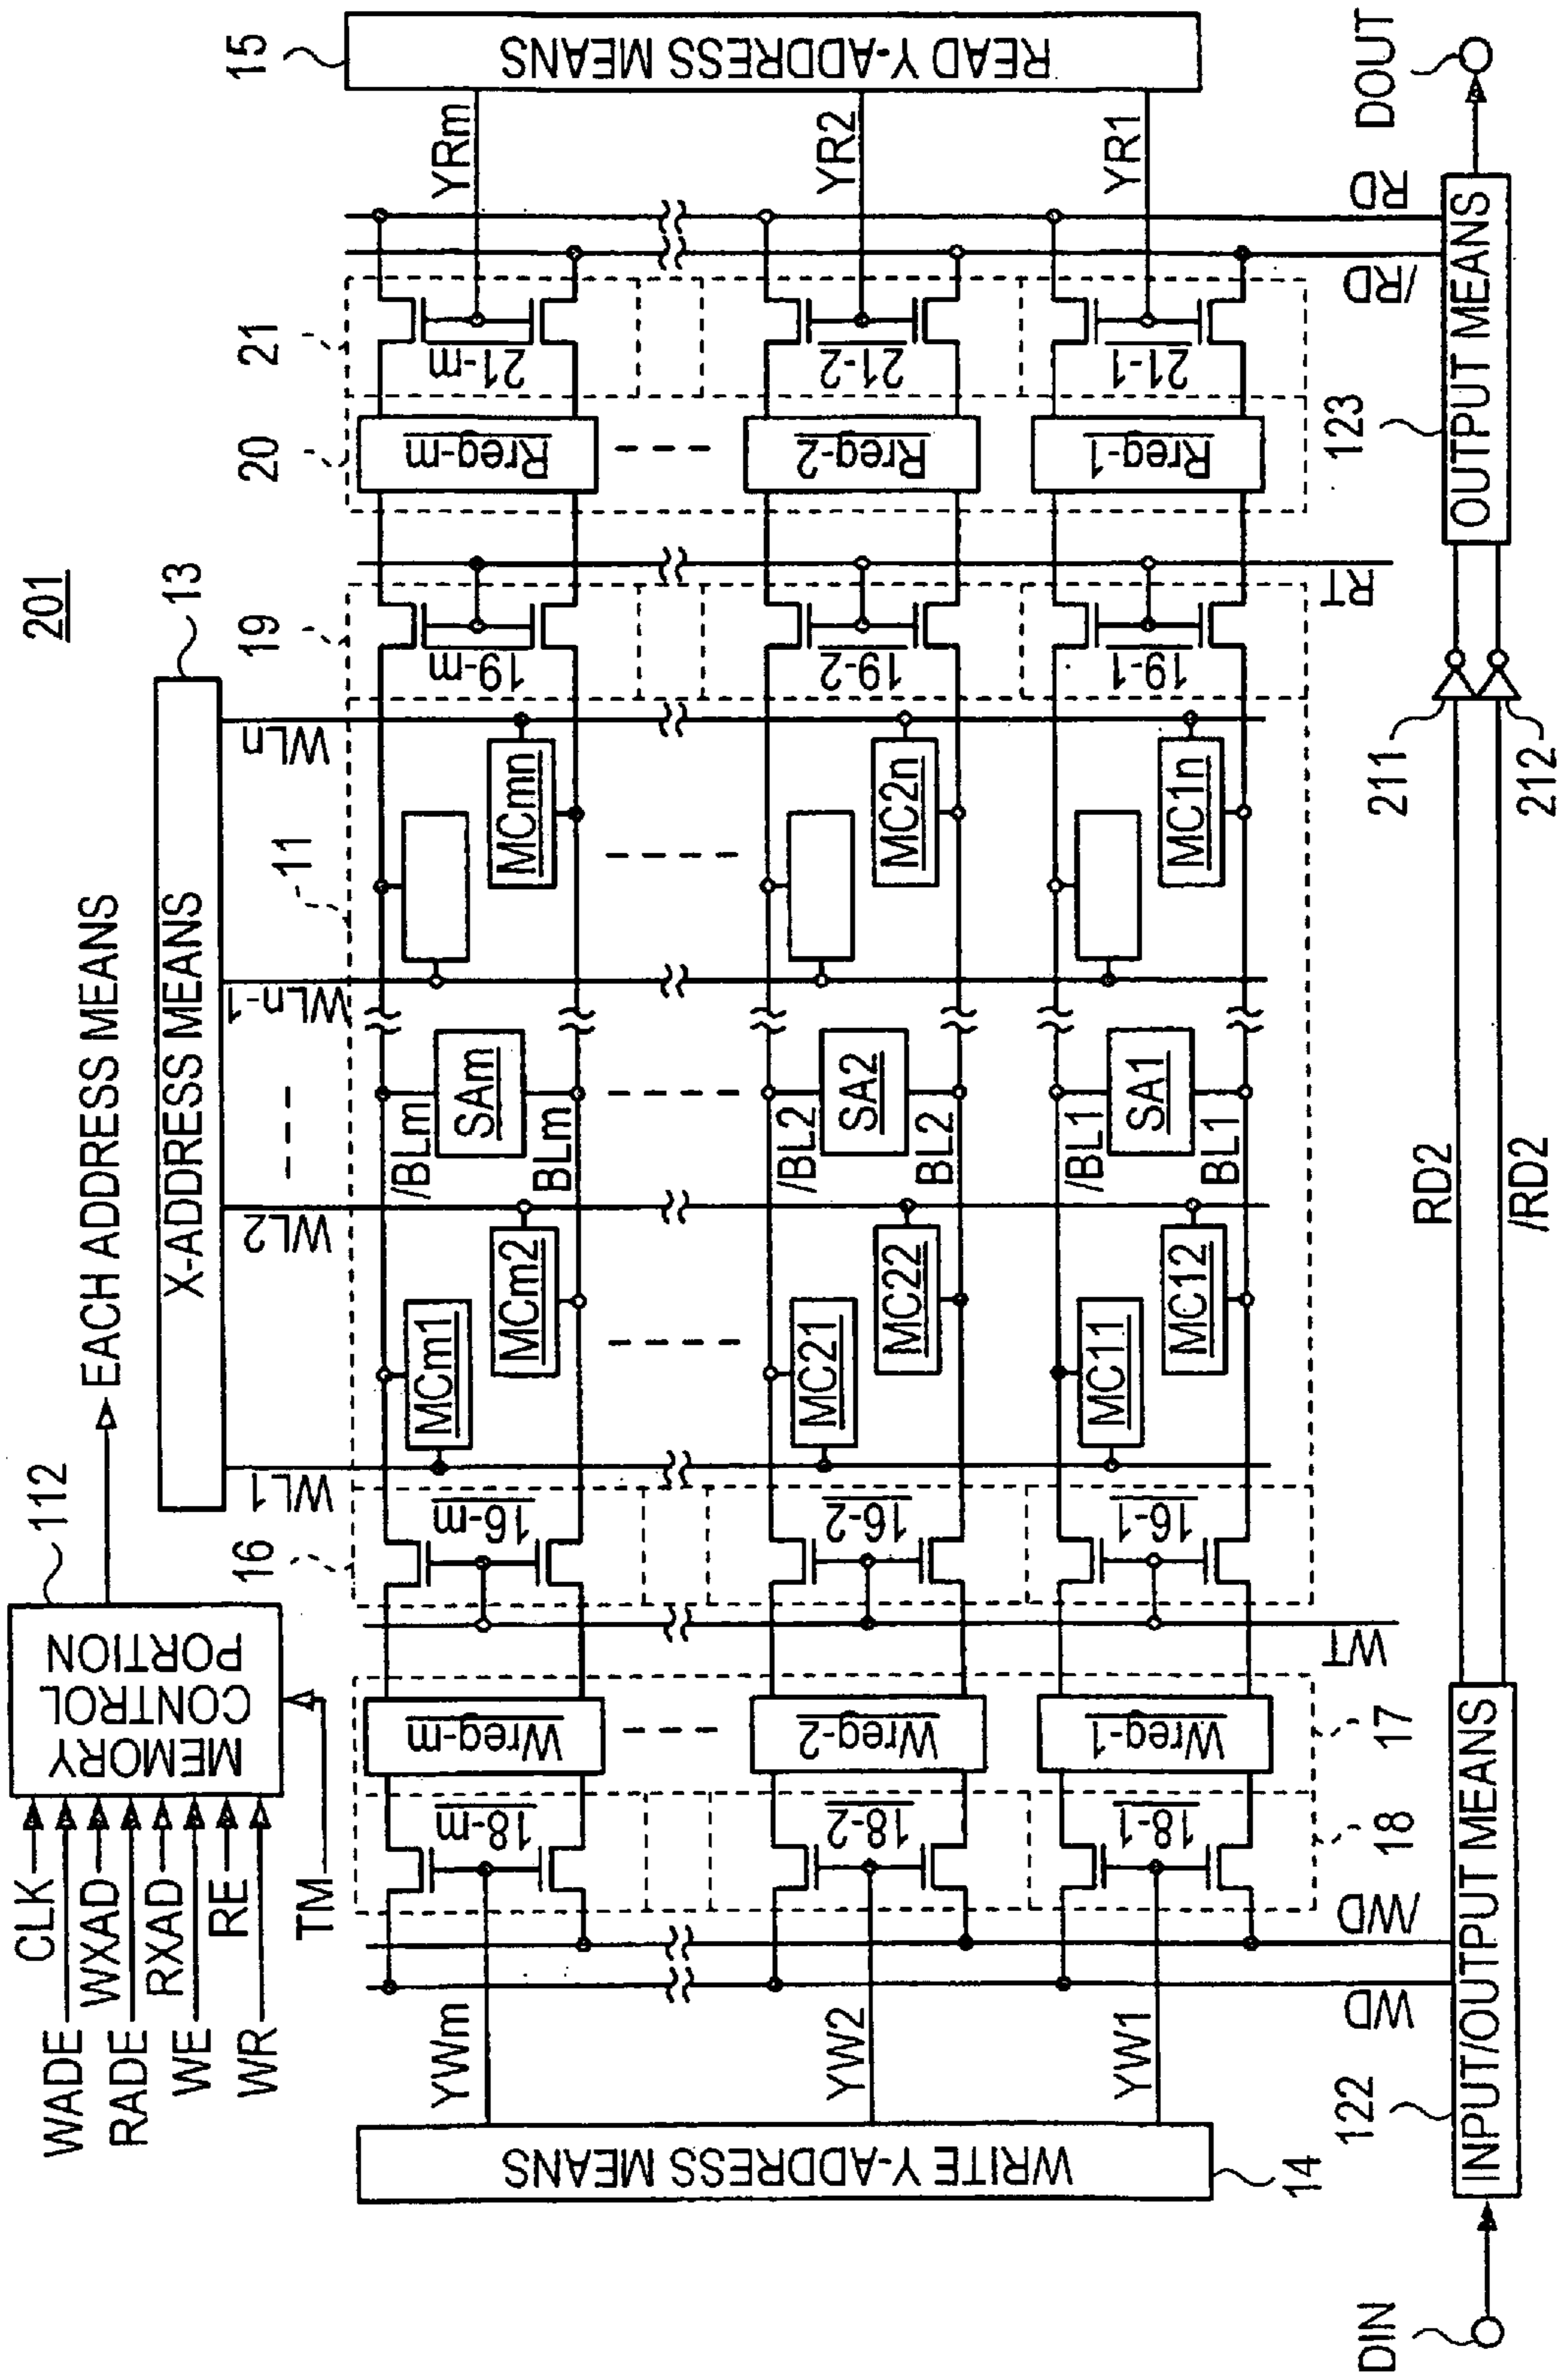 201
CLK
WADE
WXAD
RADE
RXAD
WE
RE
WR
TM
MEMORY
CONTROL
PORTION
112
EACH ADDRESS MEANS
X-ADDRESS MEANS
13
WL1
WL2
WLn-1
WLn
16
11
19
20
21
15
READ Y-ADDRESS MEANS
YRm
YR2
YR1
WRITE Y-ADDRESS MEANS
14
YWm
YW2
YW1
18-m
Wreg-m
16-m
MCm1
MCm2
/BLm
SAm
BLm
MCmn
19-m
Rreg-m
21-m
18-2
Wreg-2
16-2
MC21
MC22
/BL2
SA2
BL2
MC2n
19-2
Rreg-2
21-2
18-1
Wreg-1
16-1
MC11
MC12
/BL1
SA1
BL1
MC1n
19-1
Rreg-1
21-1
WD
/WD
18
17
WT
RT
/RD
RD
DIN
122
INPUT/OUTPUT MEANS
RD2
/RD2
211
212
123
OUTPUT MEANS
DOUT